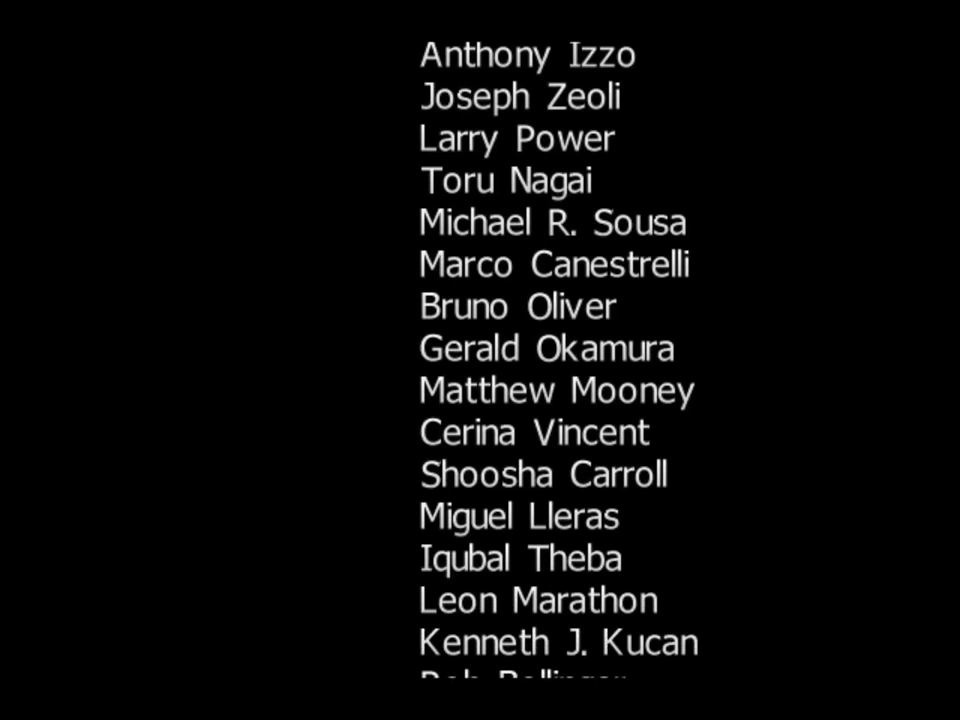 Anthony Izzo
Joseph Zeoli
Larry Power
Toru Nagai
Michael R. Sousa
Marco Canestrelli
Bruno Oliver
Gerald Okamura
Matthew Mooney
Cerina Vincent
Shoosha Carroll
Miguel Lleras
Iqubal Theba
Leon Marathon
Kenneth J. Kucan